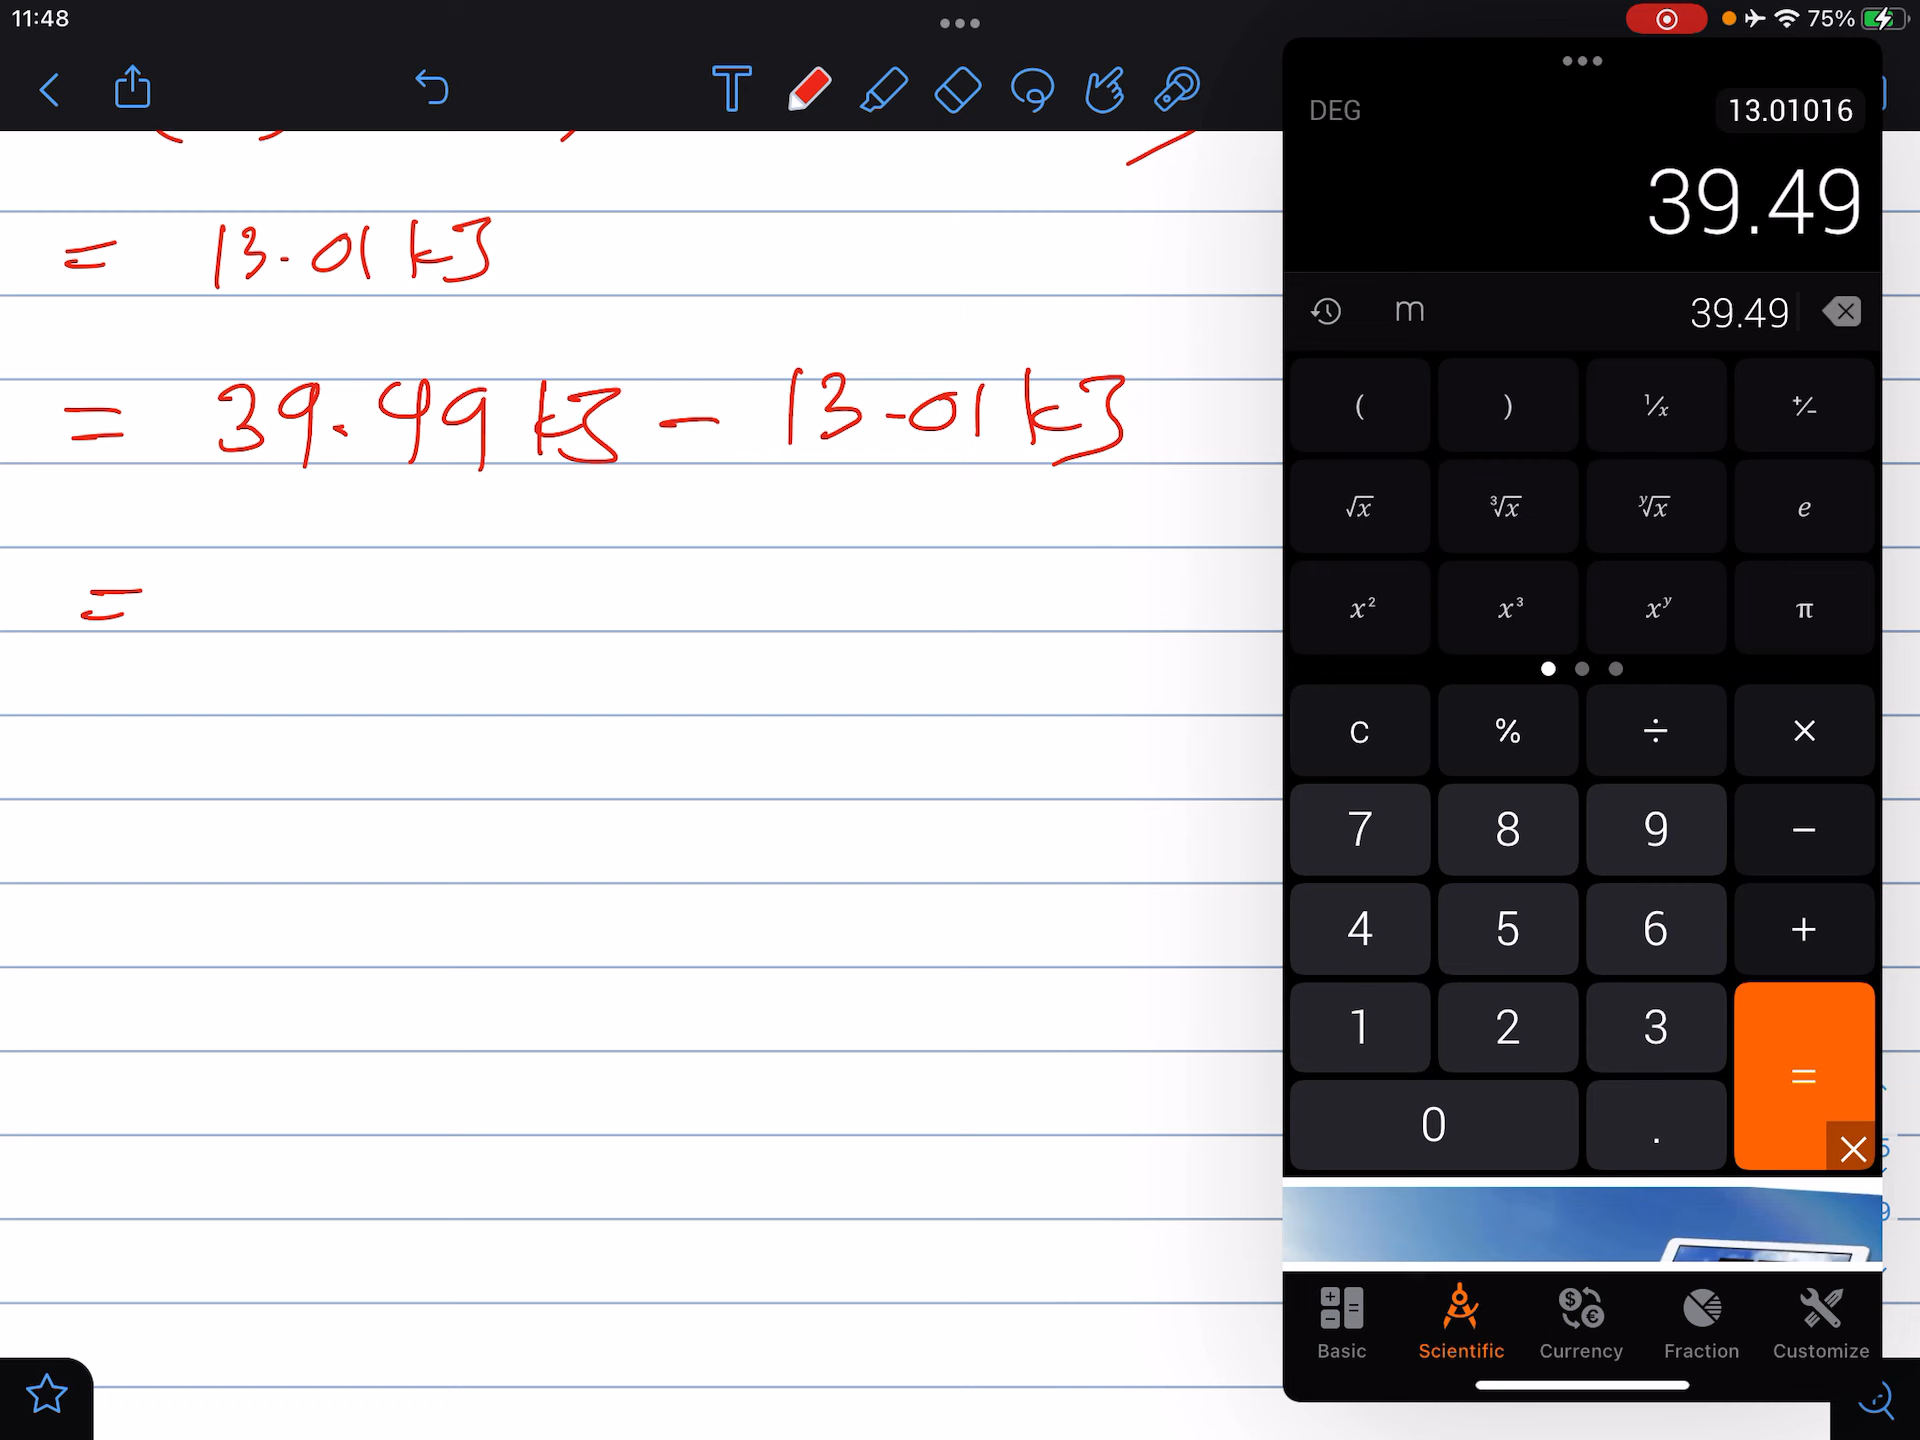 11:48
75%
T
= 13.01 kJ
= 39.49 kJ - 13.01 kJ
=
DEG
13.01016
39.49
m
39.49
( ) ¹/x +/-
√x ³√x ʸ√x e
x² x³ xʸ π
c % ÷ ×
7 8 9 −
4 5 6 +
1 2 3 =
0 .
Basic Scientific Currency Fraction Customize